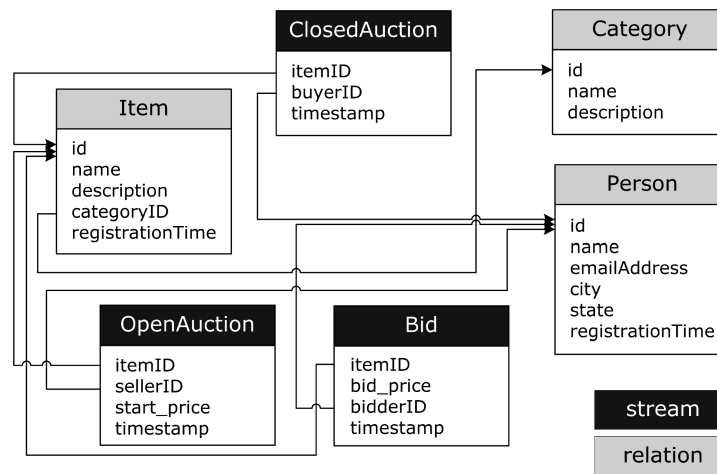 ClosedAuction
itemID
buyerID
timestamp
Category
id
name
description
Item
id
name
description
categoryID
registrationTime
Person
id
name
emailAddress
city
state
registrationTime
OpenAuction
itemID
sellerID
start_price
timestamp
Bid
itemID
bid_price
bidderID
timestamp
stream
relation